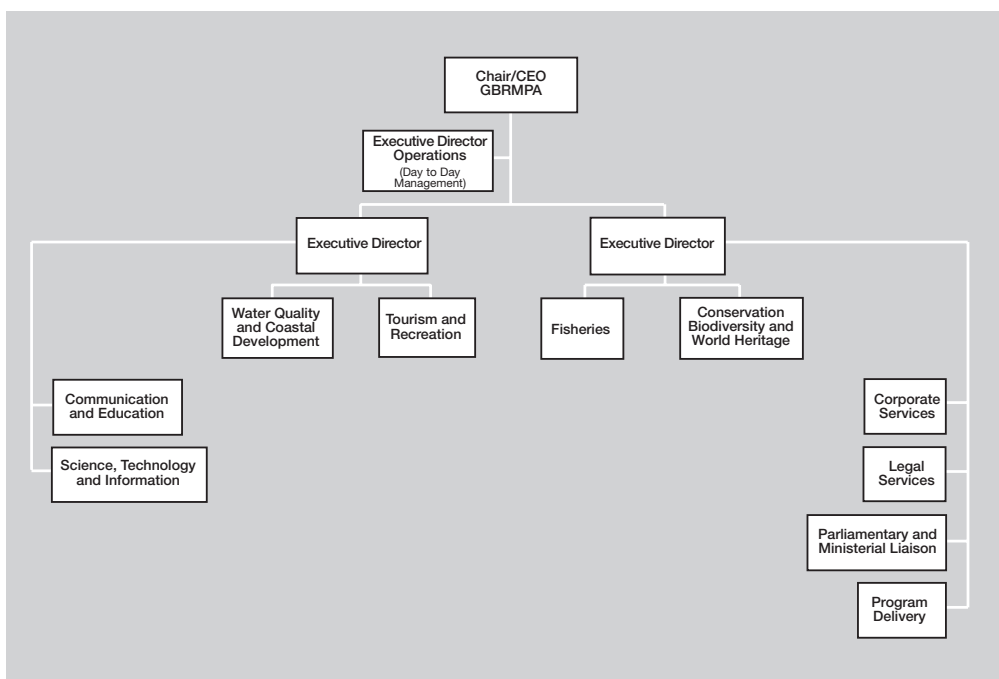 Chair/CEO
GBRMPA
Executive Director
Operations
(Day to Day
Management)
Executive Director
Executive Director
Water Quality
and Coastal
Development
Tourism and
Recreation
Fisheries
Conservation
Biodiversity and
World Heritage
Communication
and Education
Corporate
Services
Science, Technology
and Information
Legal
Services
Parliamentary and
Ministerial Liaison
Program
Delivery